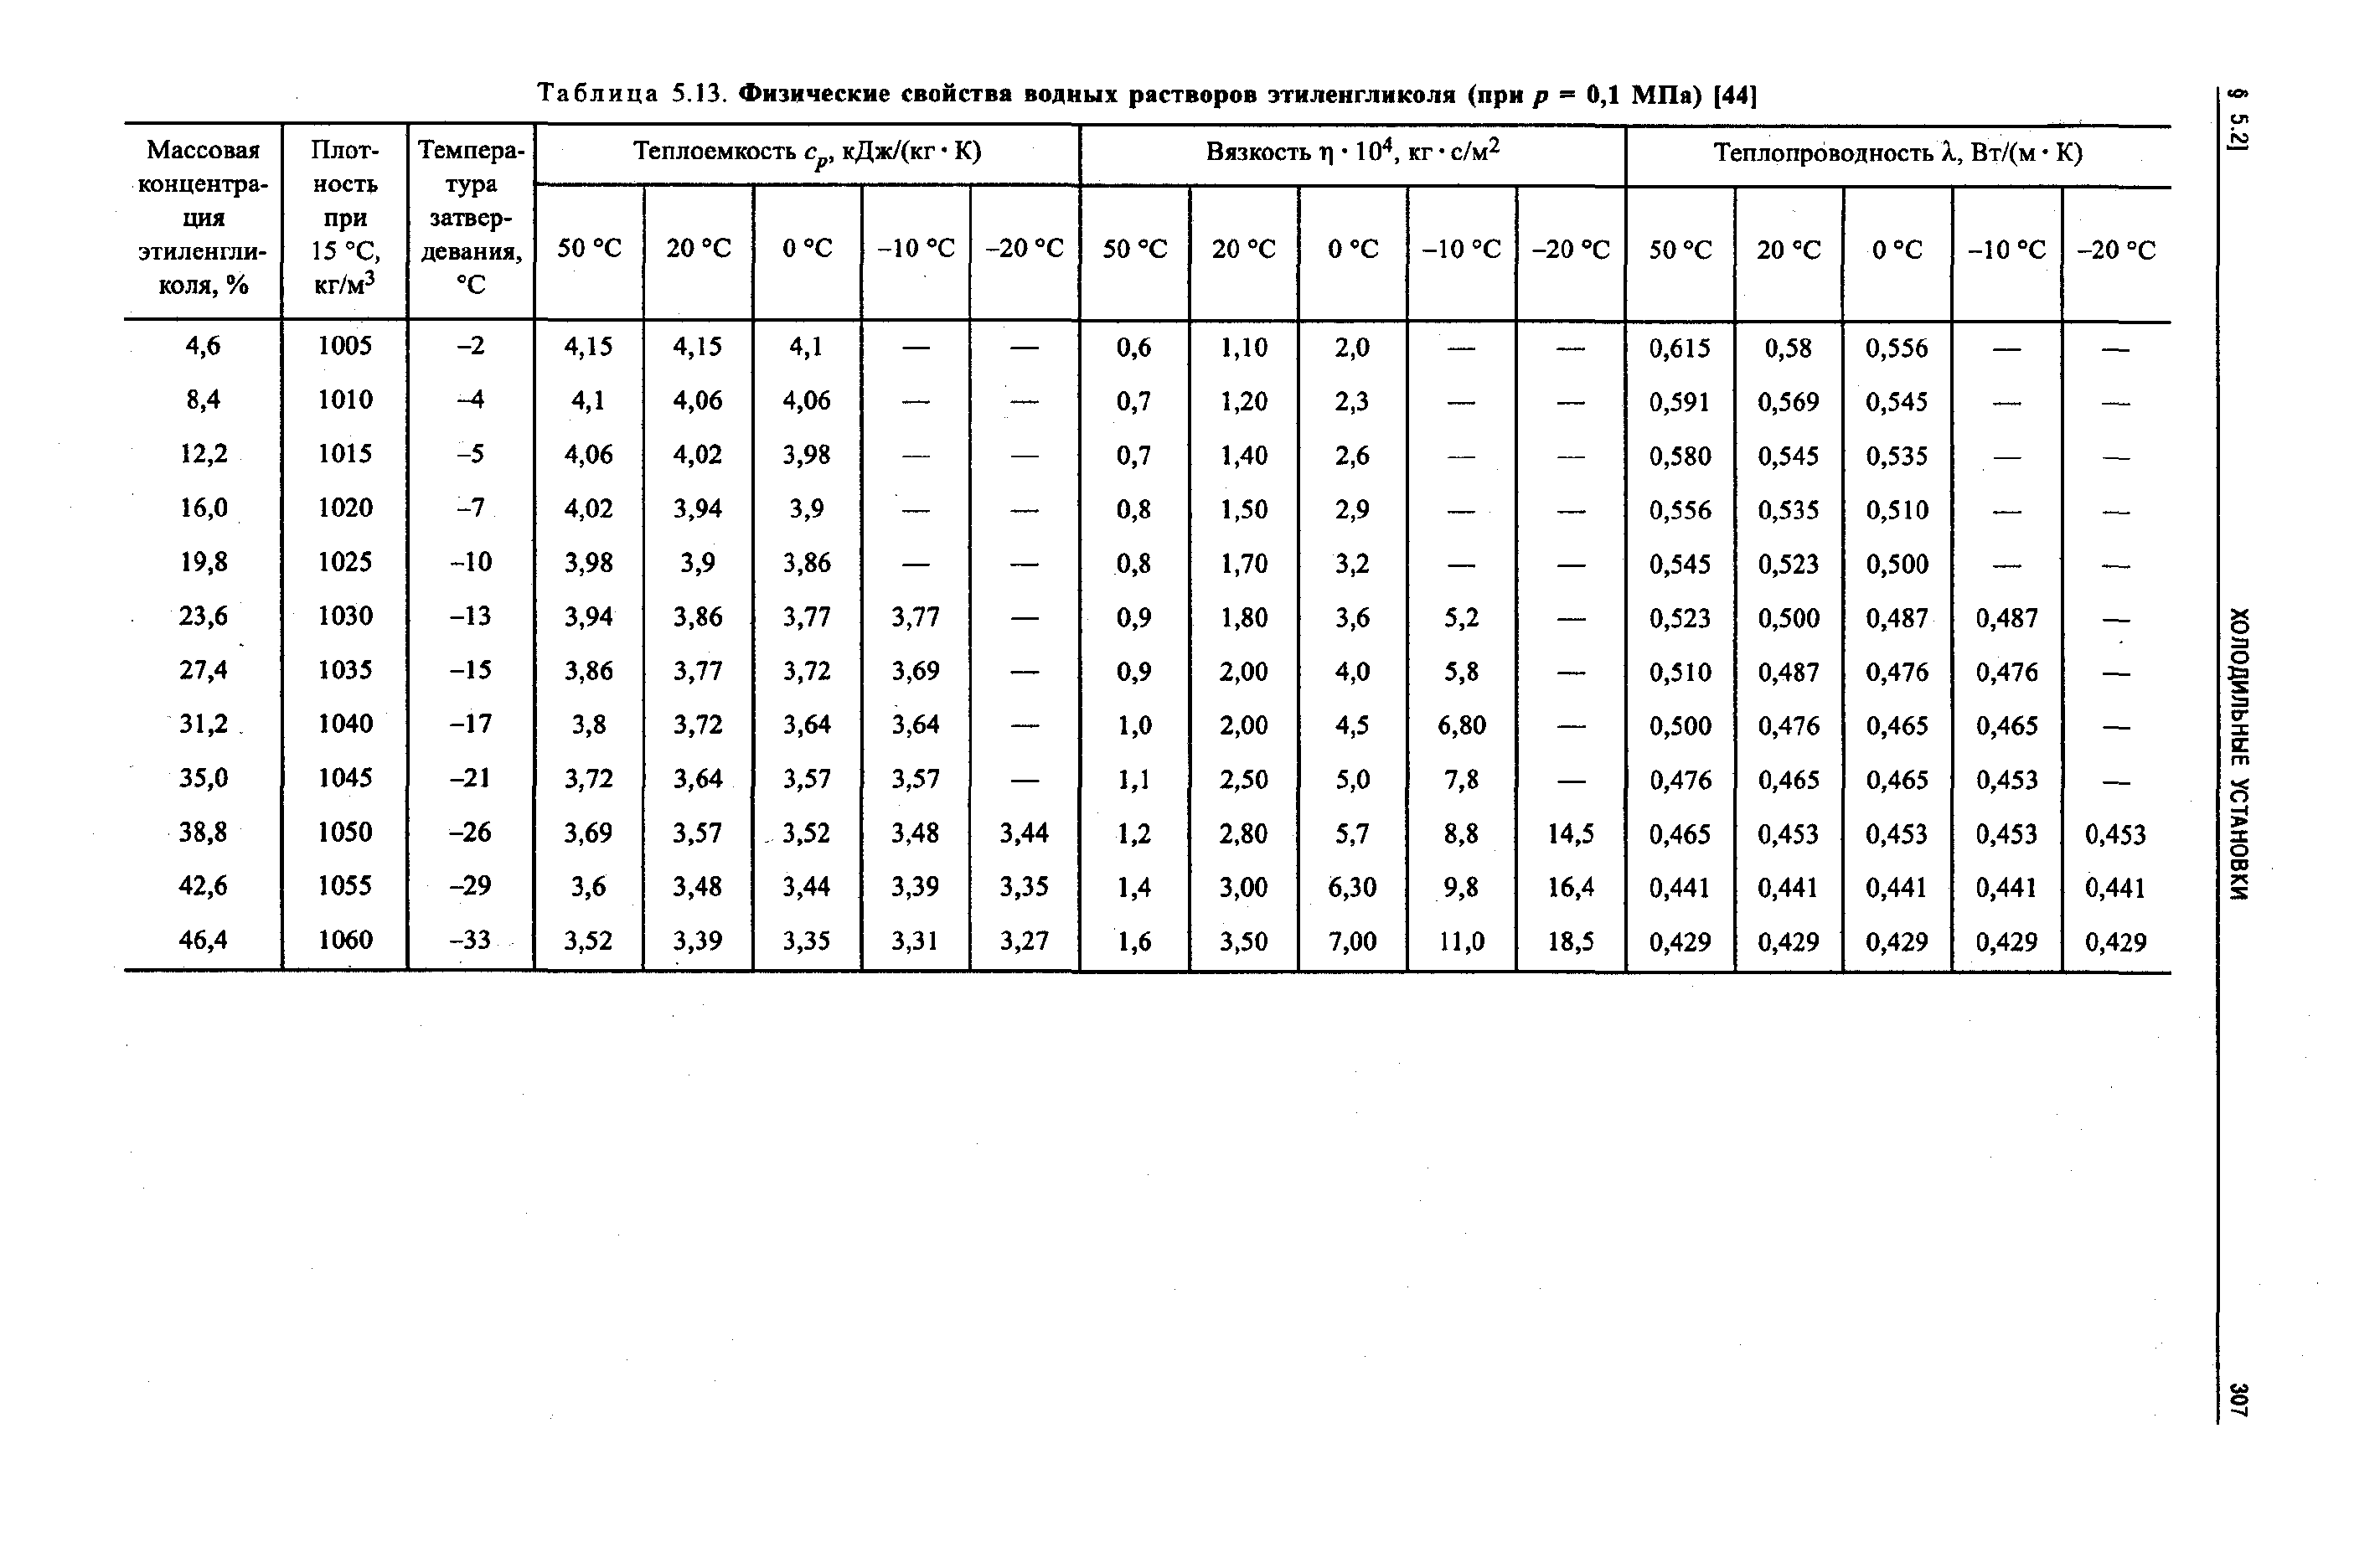 Таблица 5.13. Физические свойства водных растворов этиленгликоля (при p = 0,1 МПа) [44]
Массовая концентра-ция этиленгли-коля, % | Плот-ность при 15 °С, кг/м³ | Темпера-тура затвер-девания, °С | Теплоемкость cp, кДж/(кг · К) | Вязкость η · 10⁴, кг · с/м² | Теплопроводность λ, Вт/(м · К)
50 °С 20 °С 0 °С –10 °С –20 °С 50 °С 20 °С 0 °С –10 °С –20 °С 50 °С 20 °С 0 °С –10 °С –20 °С
4,6 1005 –2 4,15 4,15 4,1 — — 0,6 1,10 2,0 — — 0,615 0,58 0,556 — —
8,4 1010 –4 4,1 4,06 4,06 — — 0,7 1,20 2,3 — — 0,591 0,569 0,545 — —
12,2 1015 –5 4,06 4,02 3,98 — — 0,7 1,40 2,6 — — 0,580 0,545 0,535 — —
16,0 1020 –7 4,02 3,94 3,9 — — 0,8 1,50 2,9 — — 0,556 0,535 0,510 — —
19,8 1025 –10 3,98 3,9 3,86 — — 0,8 1,70 3,2 — — 0,545 0,523 0,500 — —
23,6 1030 –13 3,94 3,86 3,77 3,77 — 0,9 1,80 3,6 5,2 — 0,523 0,500 0,487 0,487 —
27,4 1035 –15 3,86 3,77 3,72 3,69 — 0,9 2,00 4,0 5,8 — 0,510 0,487 0,476 0,476 —
31,2 1040 –17 3,8 3,72 3,64 3,64 — 1,0 2,00 4,5 6,80 — 0,500 0,476 0,465 0,465 —
35,0 1045 –21 3,72 3,64 3,57 3,57 — 1,1 2,50 5,0 7,8 — 0,476 0,465 0,465 0,453 —
38,8 1050 –26 3,69 3,57 3,52 3,48 3,44 1,2 2,80 5,7 8,8 14,5 0,465 0,453 0,453 0,453 0,453
42,6 1055 –29 3,6 3,48 3,44 3,39 3,35 1,4 3,00 6,30 9,8 16,4 0,441 0,441 0,441 0,441 0,441
46,4 1060 –33 3,52 3,39 3,35 3,31 3,27 1,6 3,50 7,00 11,0 18,5 0,429 0,429 0,429 0,429 0,429
§ 5.2] ХОЛОДИЛЬНЫЕ УСТАНОВКИ 307